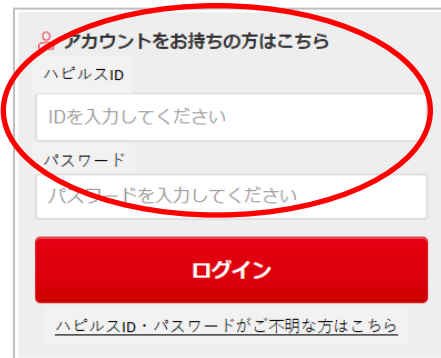 アカウントをお持ちの方はこちら
ハピルスID
IDを入力してください
パスワード
パスワードを入力してください
ログイン
ハピルスID・パスワードがご不明な方はこちら